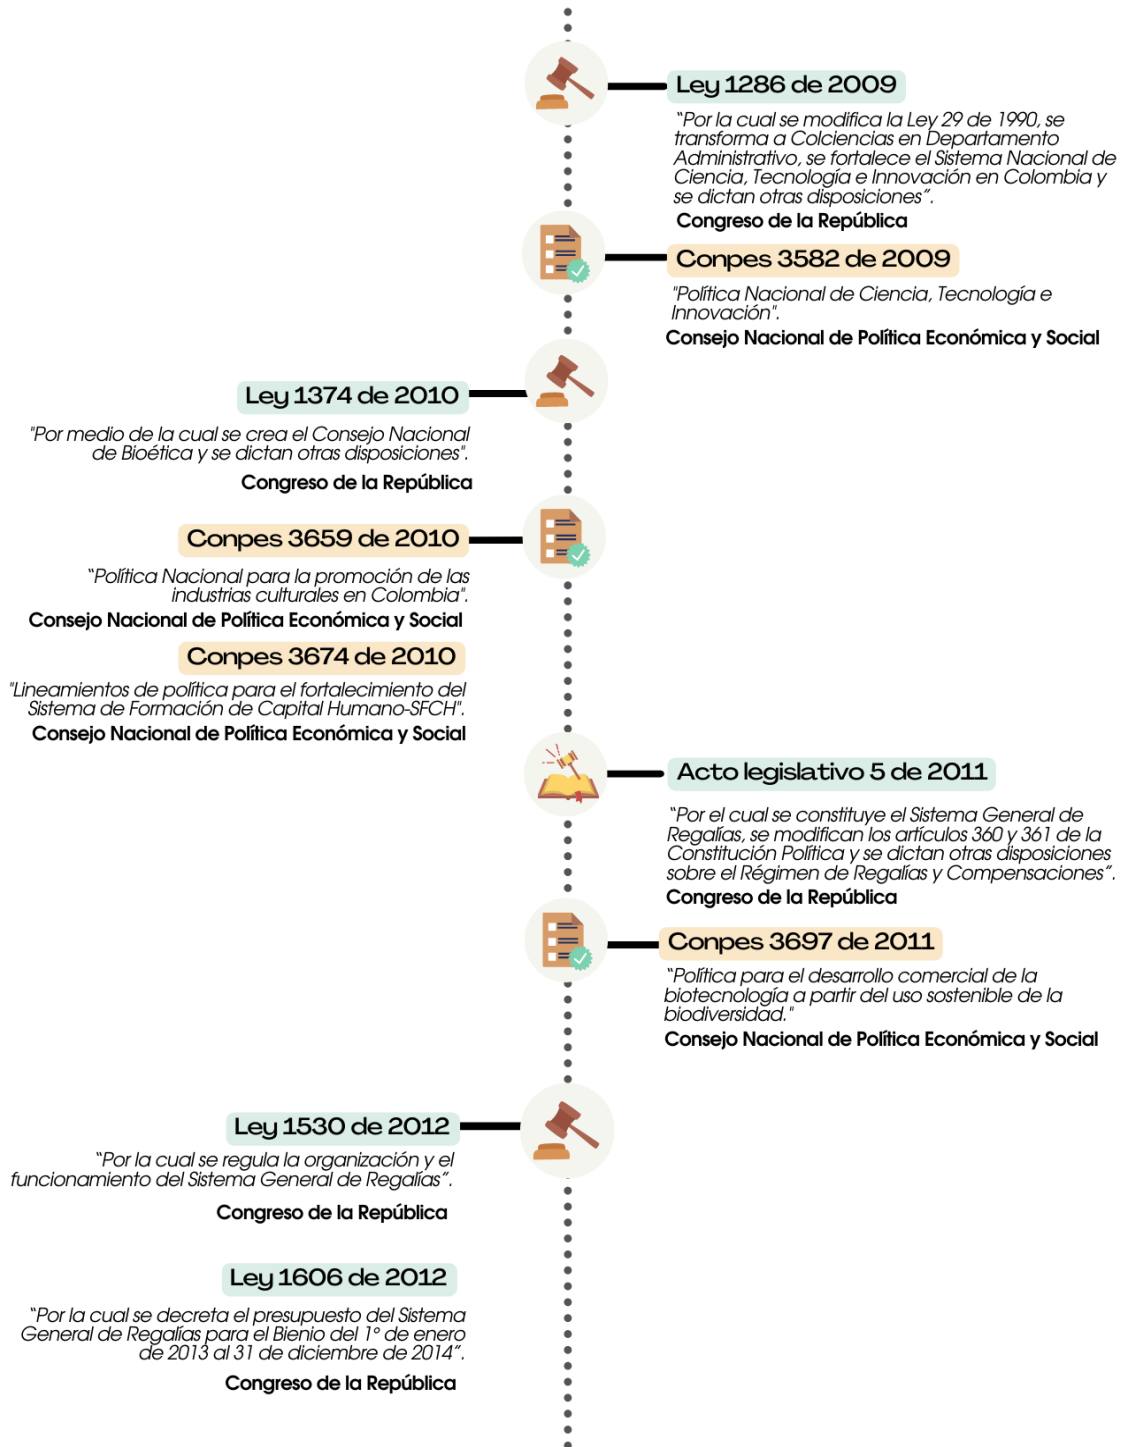 Ley 1286 de 2009
“Por la cual se modifica la Ley 29 de 1990, se
transforma a Colciencias en Departamento
Administrativo, se fortalece el Sistema Nacional de
Ciencia, Tecnología e Innovación en Colombia y
se dictan otras disposiciones”.
Congreso de la República
Conpes 3582 de 2009
"Política Nacional de Ciencia, Tecnología e
Innovación".
Consejo Nacional de Política Económica y Social
Ley 1374 de 2010
"Por medio de la cual se crea el Consejo Nacional
de Bioética y se dictan otras disposiciones".
Congreso de la República
Conpes 3659 de 2010
“Política Nacional para la promoción de las
industrias culturales en Colombia".
Consejo Nacional de Política Económica y Social
Conpes 3674 de 2010
"Lineamientos de política para el fortalecimiento del
Sistema de Formación de Capital Humano-SFCH".
Consejo Nacional de Política Económica y Social
Acto legislativo 5 de 2011
“Por el cual se constituye el Sistema General de
Regalías, se modifican los artículos 360 y 361 de la
Constitución Política y se dictan otras disposiciones
sobre el Régimen de Regalías y Compensaciones”.
Congreso de la República
Conpes 3697 de 2011
“Política para el desarrollo comercial de la
biotecnología a partir del uso sostenible de la
biodiversidad."
Consejo Nacional de Política Económica y Social
Ley 1530 de 2012
“Por la cual se regula la organización y el
funcionamiento del Sistema General de Regalías”.
Congreso de la República
Ley 1606 de 2012
“Por la cual se decreta el presupuesto del Sistema
General de Regalías para el Bienio del 1° de enero
de 2013 al 31 de diciembre de 2014”.
Congreso de la República